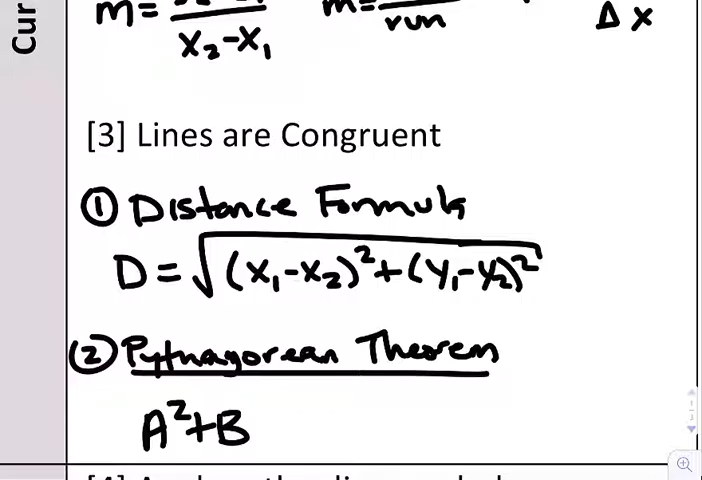 Cur
m=
x₂-x₁
m=
run
Δx
[3] Lines are Congruent
① Distance Formula
D=√(x₁-x₂)²+(y₁-y₂)²
② Pythagorean Theorem
A²+B